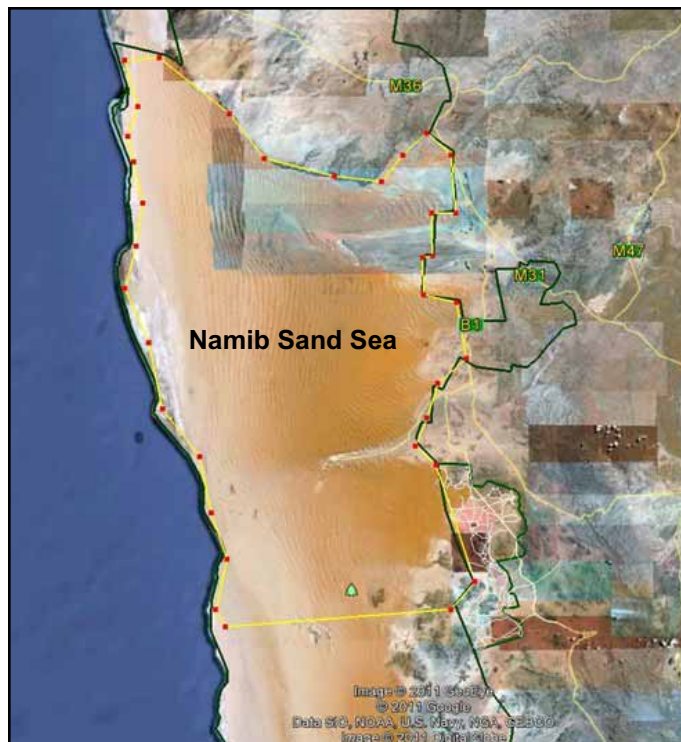 M36
M47
M31
B1
Namib Sand Sea
Image © 2011 GeoEye
© 2011 Google
Data SIO, NOAA, U.S. Navy, NGA, GEBCO
Image © 2011 DigitalGlobe